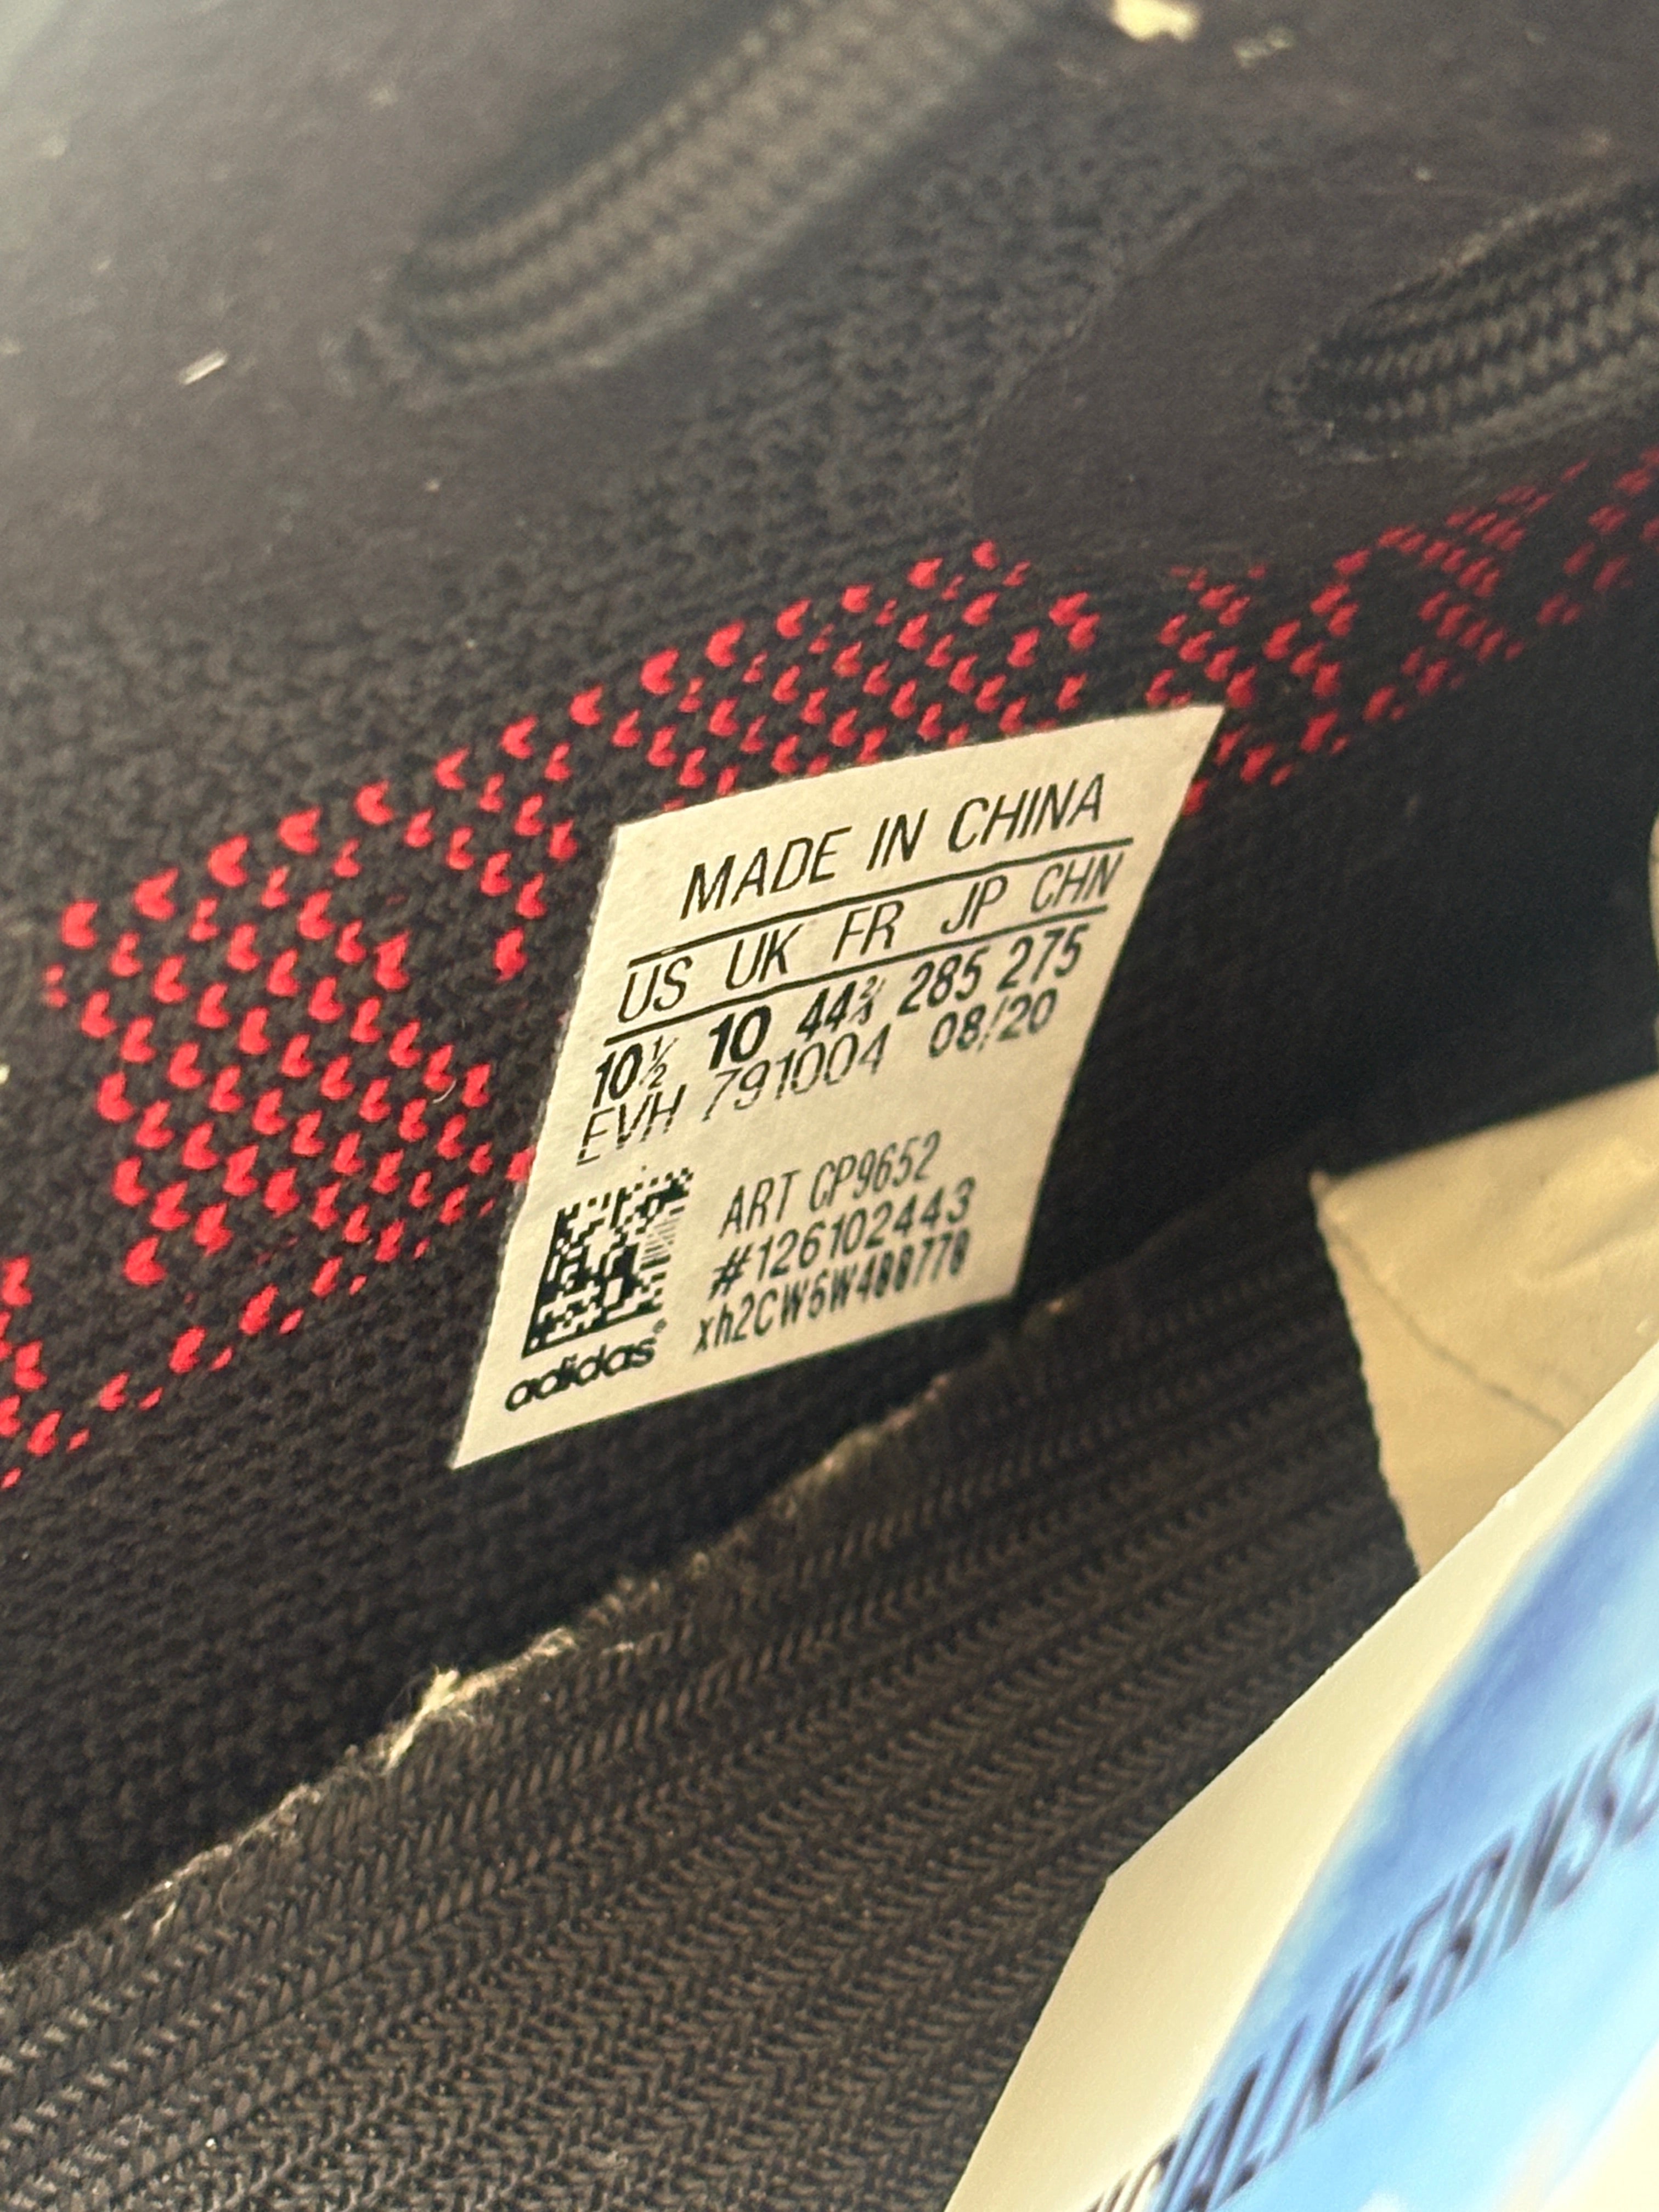 MADE IN CHINA
US UK FR JP CHN
10½ 10 44⅔ 285 275
EVH 791004 08/20
ART CP9652
#126102443
adidas®